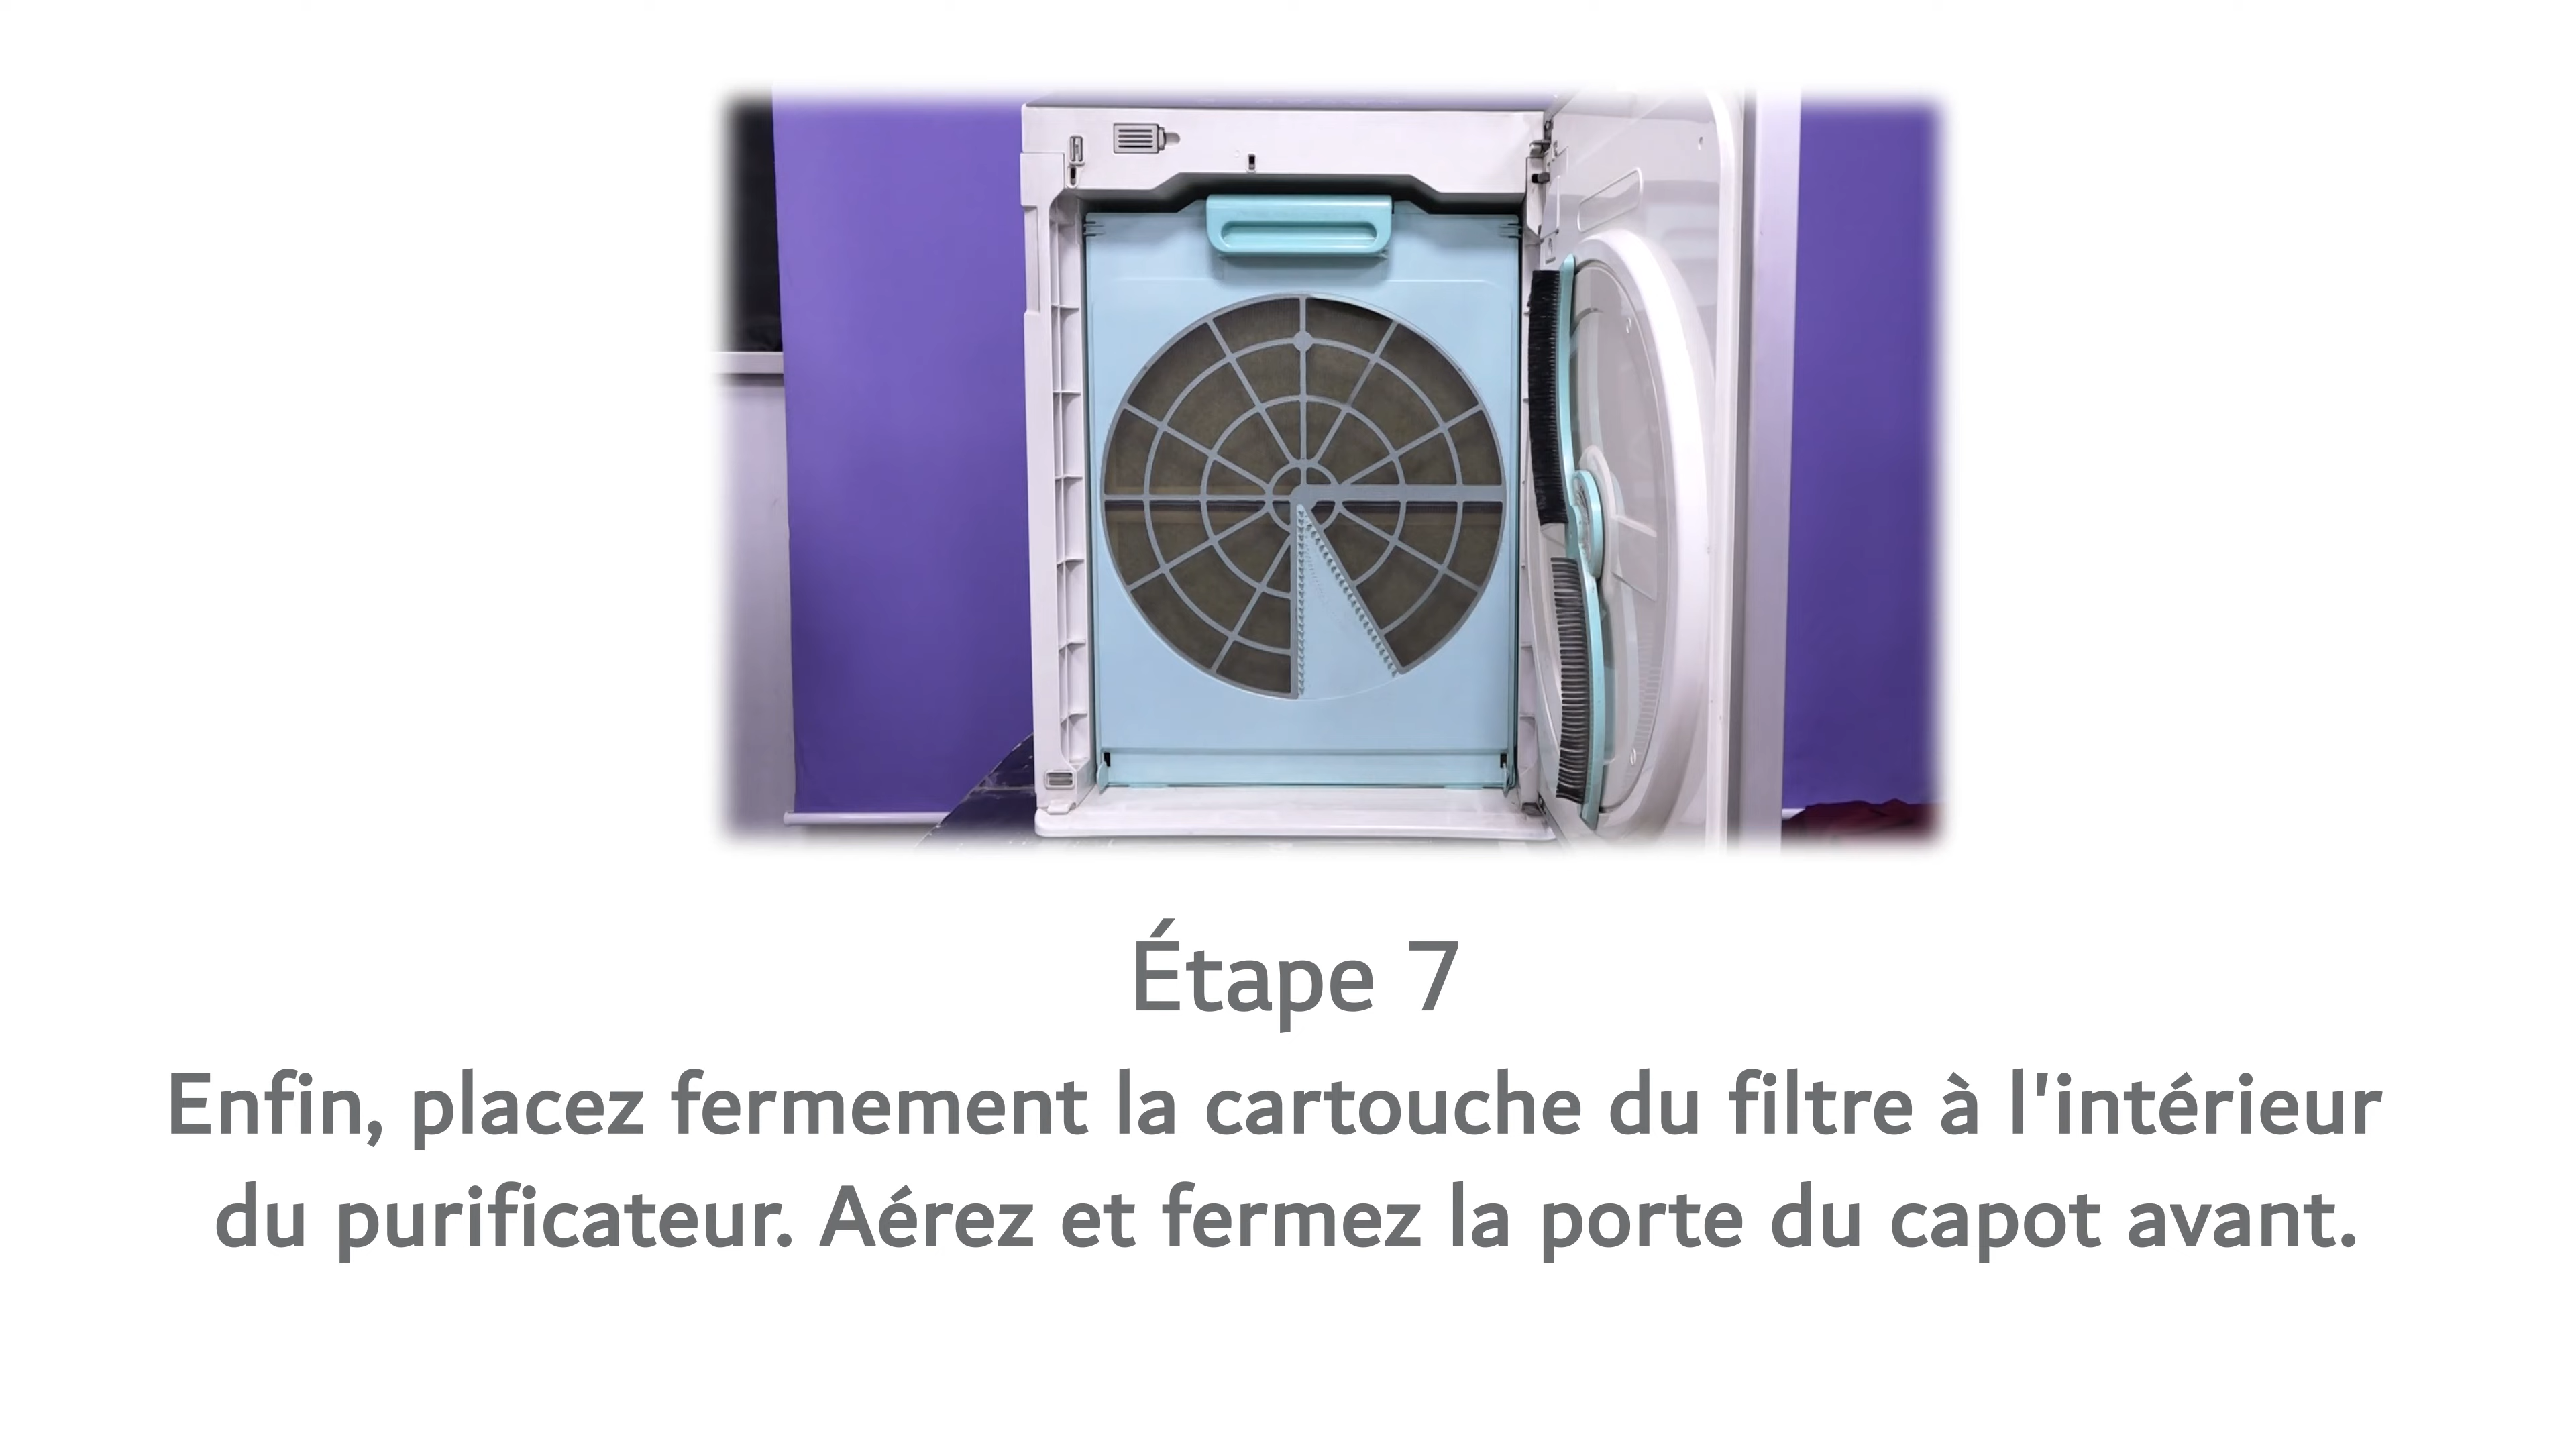 Étape 7
Enfin, placez fermement la cartouche du filtre à l'intérieur
du purificateur. Aérez et fermez la porte du capot avant.